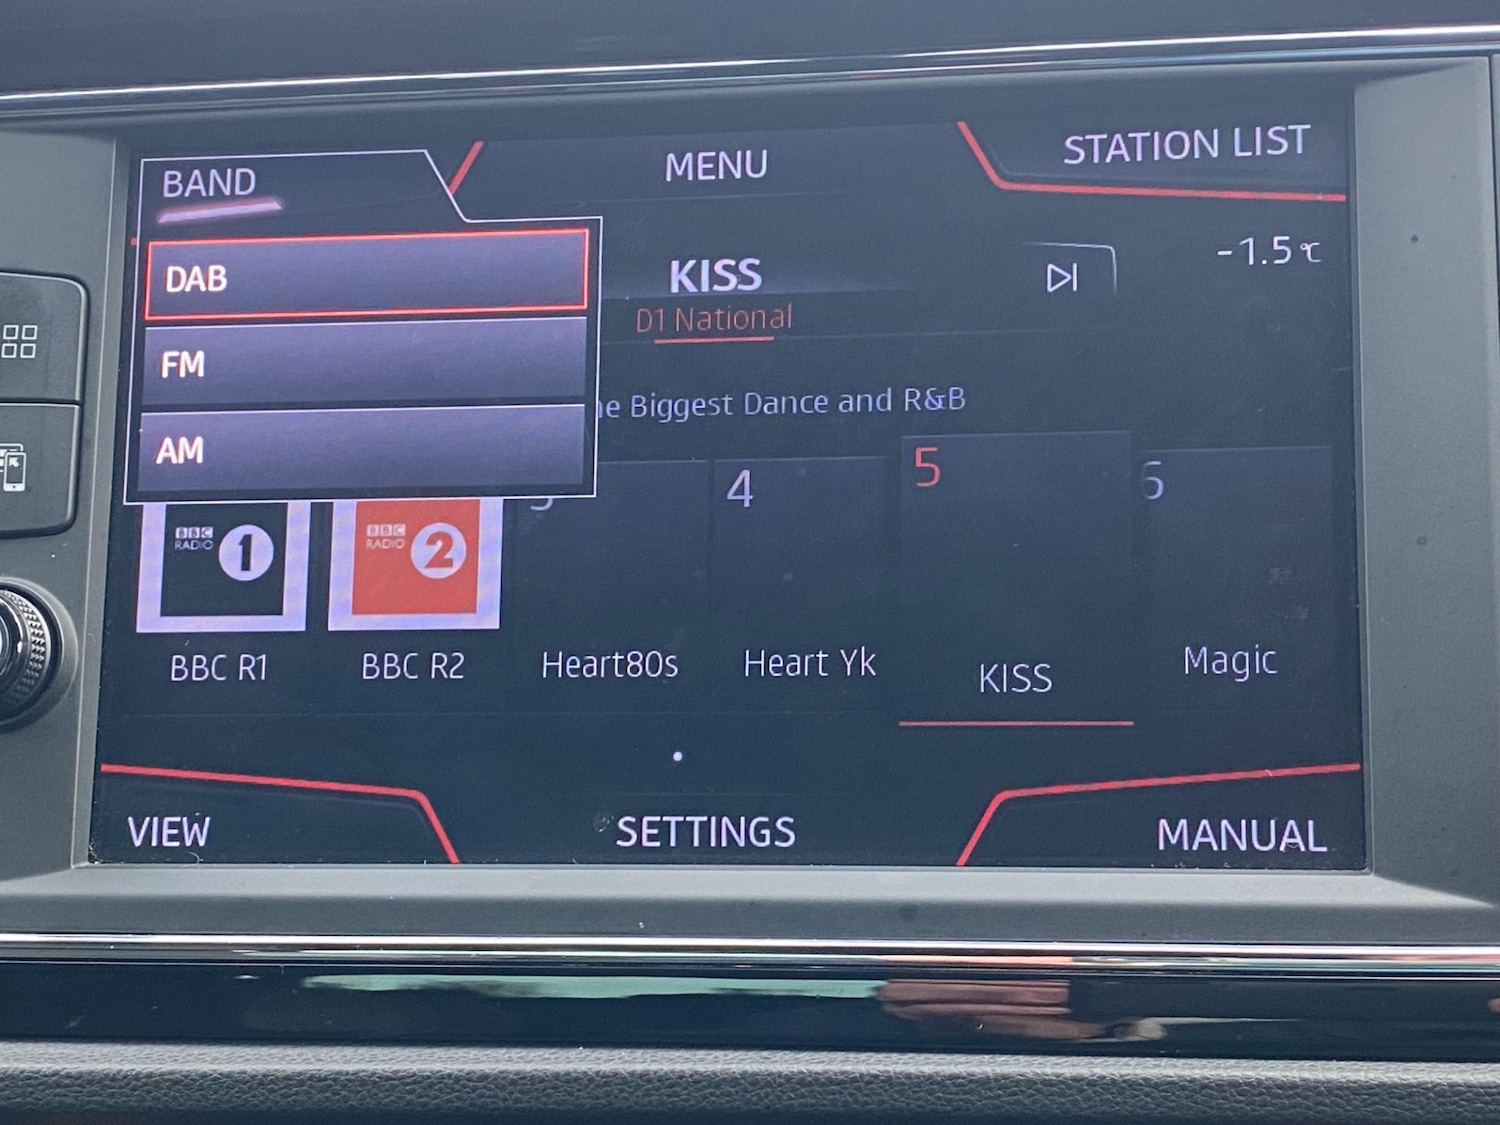 BAND
MENU
STATION LIST
DAB
FM
AM
KISS
-1.5 °C
D1 National
Biggest Dance and R&B
4
5
6
BBC
RADIO
1
BBC
RADIO
2
BBC R1
BBC R2
Heart80s
Heart Yk
KISS
Magic
VIEW
SETTINGS
MANUAL